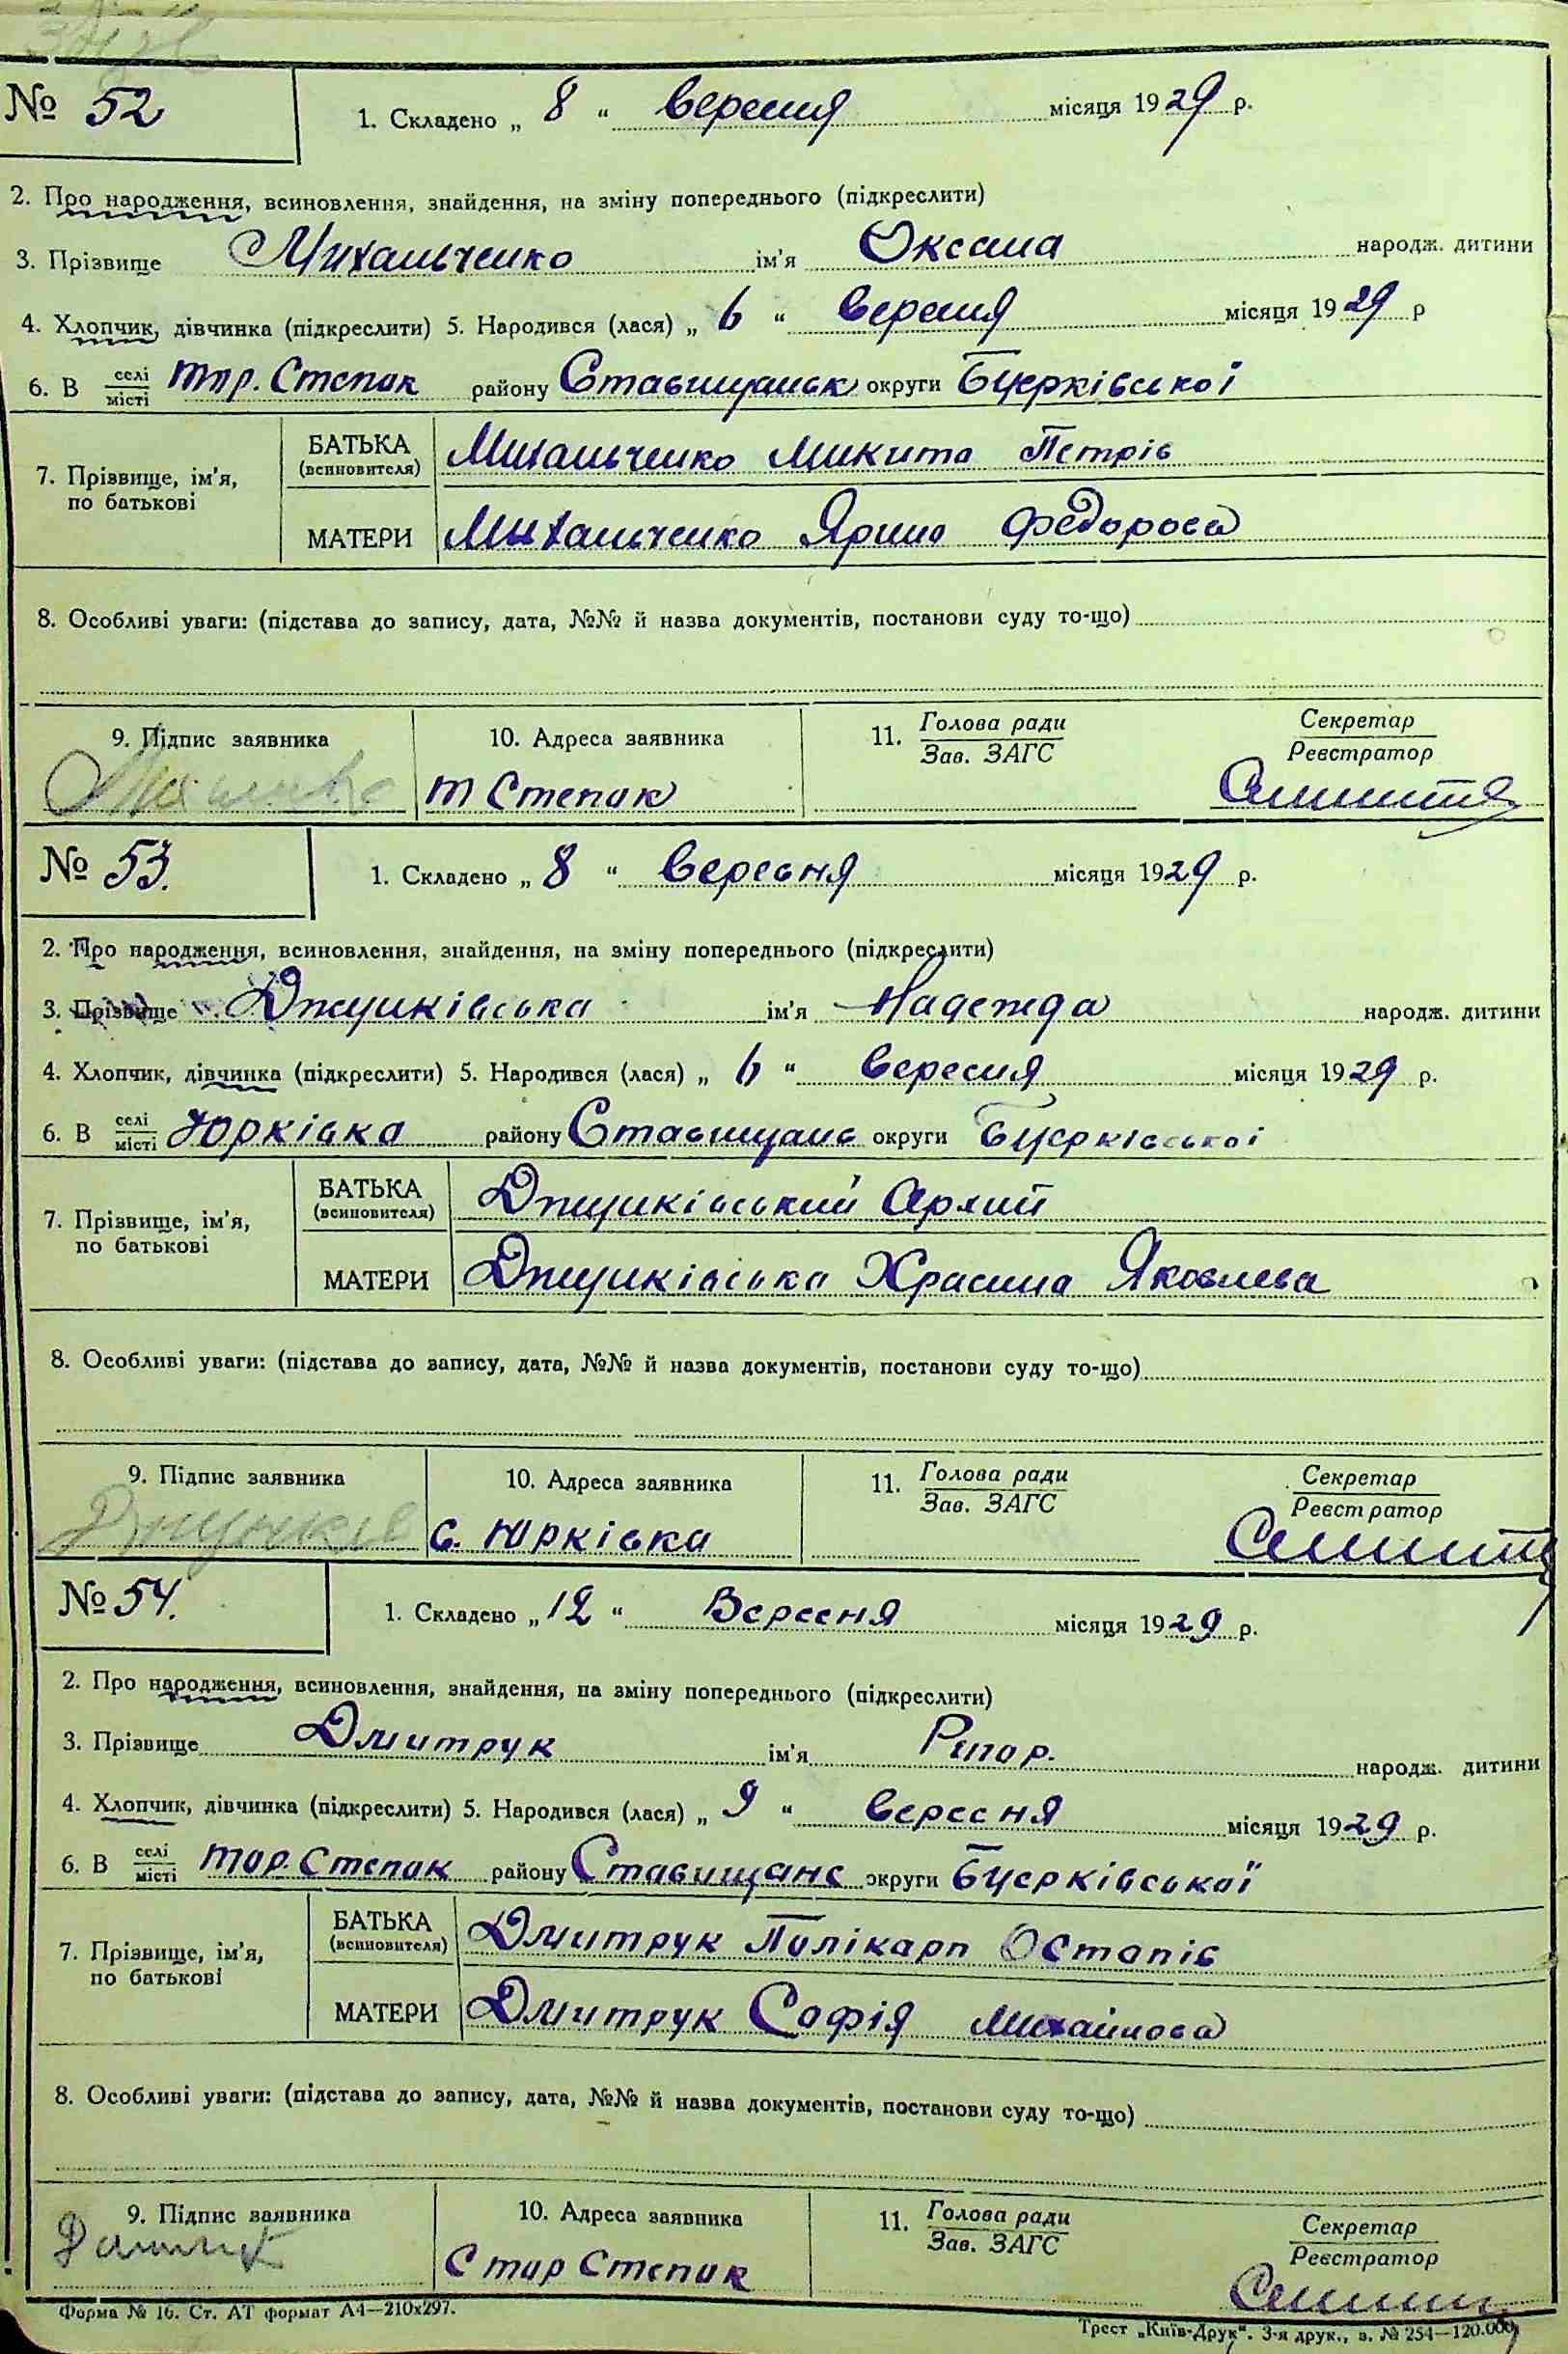 № 52
1. Складено „ 8 “ вересня місяця 1929 р.
2. Про народження, всиновлення, знайдення, на зміну попереднього (підкреслити)
3. Прізвище Михальченко ім'я Оксана народж. дитини
4. Хлопчик, дівчинка (підкреслити) 5. Народився (лася) „ 6 “ вересня місяця 1929 р
6. В селі місті тар. Степок району Ставищанськ округи Бцерківської
7. Прізвище, ім'я, по батькові
БАТЬКА (всиновителя) Михальченко Микита Петрів
МАТЕРИ Михальченко Ярина Федорова
8. Особливі уваги: (підстава до запису, дата, №№ й назва документів, постанови суду то-що)
9. Підпис заявника
10. Адреса заявника
т Степок
11. Голова ради
Зав. ЗАГС
Секретар
Реєстратор
№ 53.
1. Складено „ 8 “ вересня місяця 1929 р.
2. Про народження, всиновлення, знайдення, на зміну попереднього (підкреслити)
3. Прізвище Джуківська ім'я Надежда народж. дитини
4. Хлопчик, дівчинка (підкреслити) 5. Народився (лася) „ 6 “ вересня місяця 1929 р.
6. В селі місті Юрківка району Ставищанс округи Бцерківської
7. Прізвище, ім'я, по батькові
БАТЬКА (всиновителя)
МАТЕРИ Яковлева
8. Особливі уваги: (підстава до запису, дата, №№ й назва документів, постанови суду то-що)
9. Підпис заявника
10. Адреса заявника
с. Юрківка
11. Голова ради
Зав. ЗАГС
Секретар
Реєстратор
№ 54.
1. Складено „ 12 “ Вересня місяця 1929 р.
2. Про народження, всиновлення, знайдення, на зміну попереднього (підкреслити)
3. Прізвище Дмитрук ім'я народж. дитини
4. Хлопчик, дівчинка (підкреслити) 5. Народився (лася) „ 9 “ вересня місяця 1929 р.
6. В селі місті тар. Степок району Ставищанс округи Бцерківської
7. Прізвище, ім'я, по батькові
БАТЬКА (всиновителя) Дмитрук Полікарп Остапів
МАТЕРИ Дмитрук Софія Михайлова
8. Особливі уваги: (підстава до запису, дата, №№ й назва документів, постанови суду то-що)
9. Підпис заявника
10. Адреса заявника
С тар Степок
11. Голова ради
Зав. ЗАГС
Секретар
Реєстратор
Форма № 16. Ст. АТ формат А4—210х297.
Трест „Київ-Друк“. 3-я друк., з. № 254—120.000